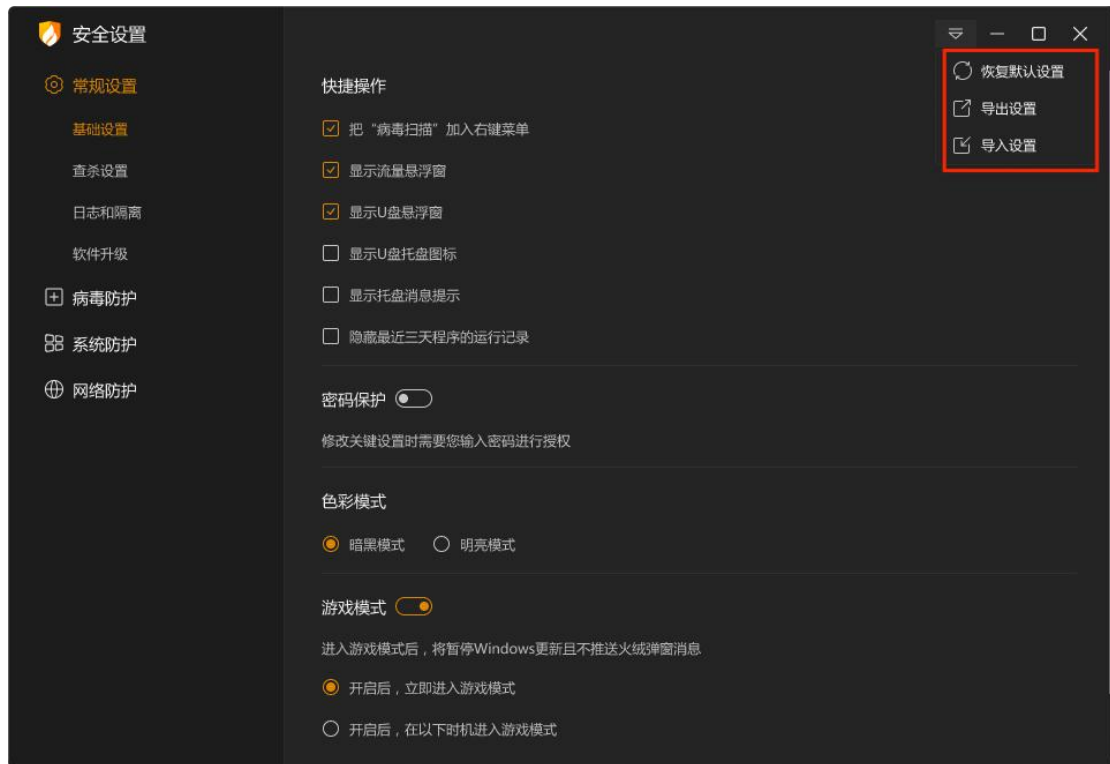 安全设置
常规设置
基础设置
查杀设置
日志和隔离
软件升级
病毒防护
系统防护
网络防护
快捷操作
把“病毒扫描”加入右键菜单
显示流量悬浮窗
显示U盘悬浮窗
显示U盘托盘图标
显示托盘消息提示
隐藏最近三天程序的运行记录
密码保护
修改关键设置时需要您输入密码进行授权
色彩模式
暗黑模式 明亮模式
游戏模式
进入游戏模式后，将暂停Windows更新且不推送火绒弹窗消息
开启后，立即进入游戏模式
开启后，在以下时机进入游戏模式
恢复默认设置
导出设置
导入设置